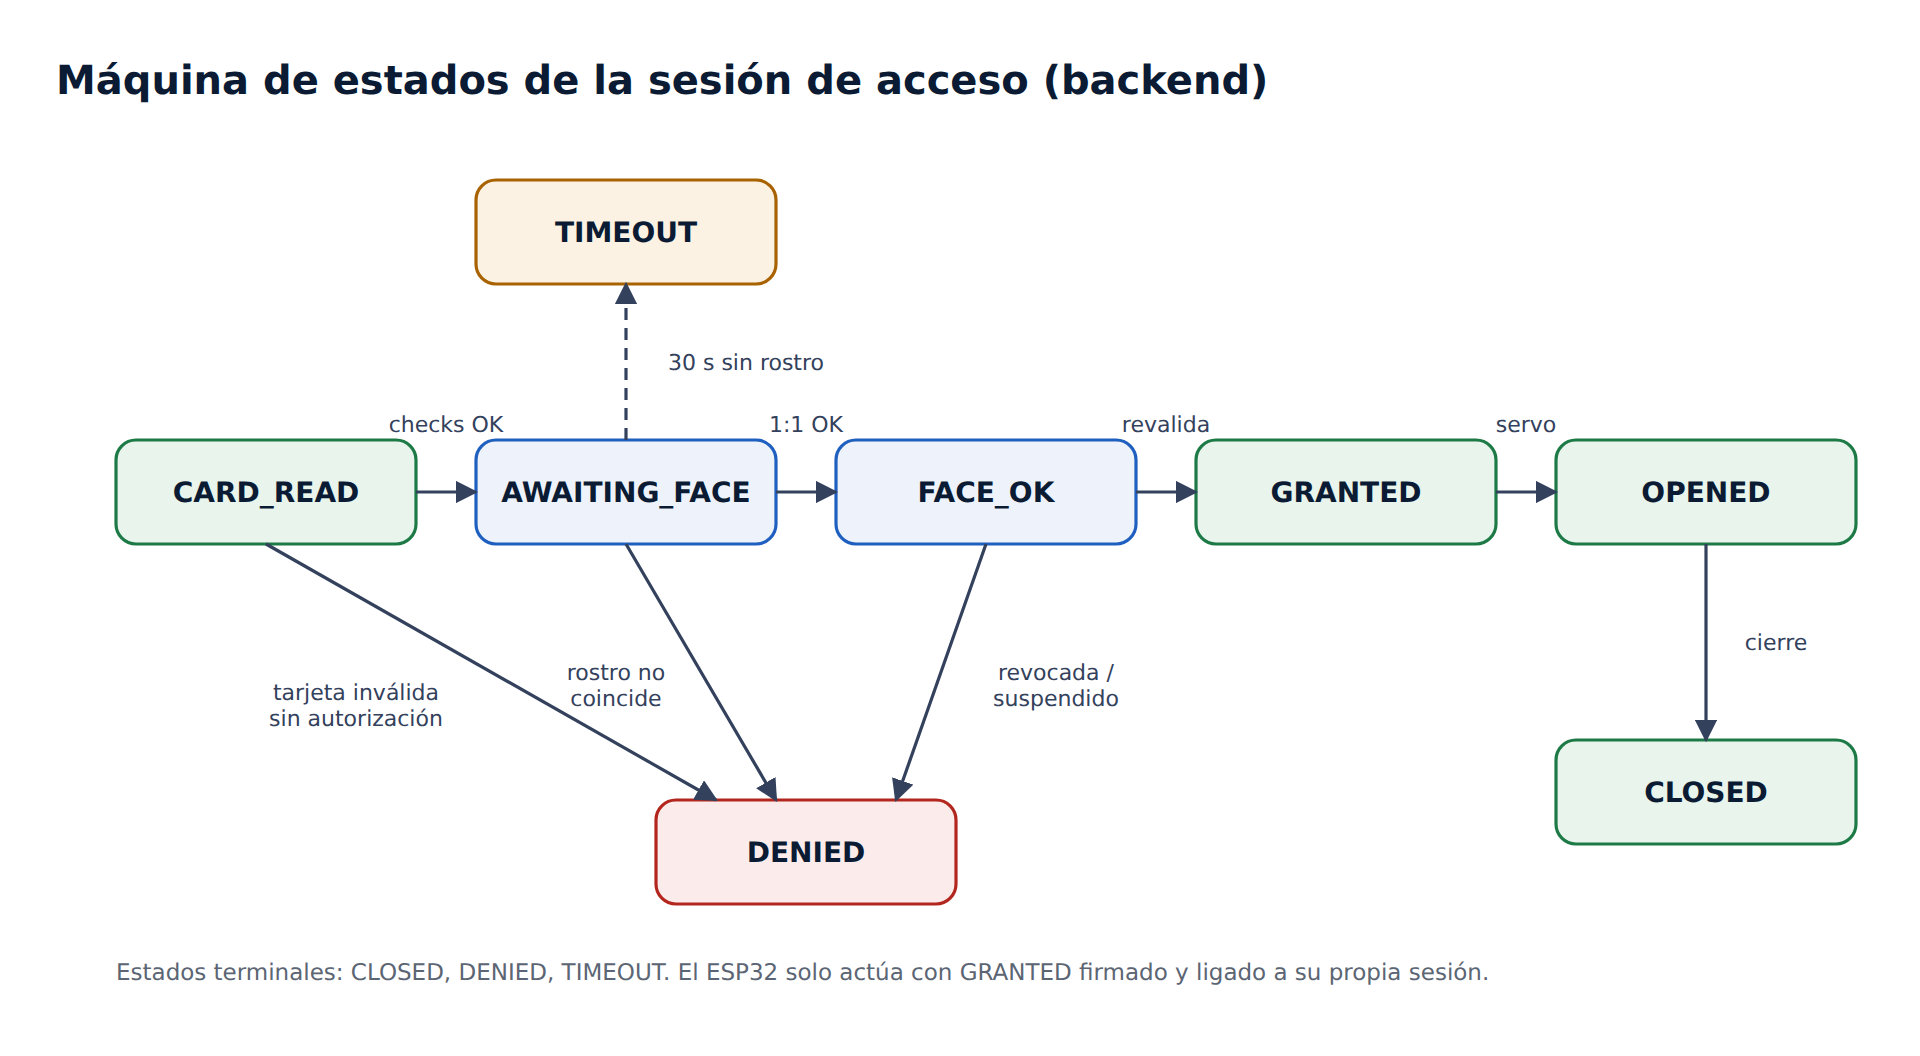 Máquina de estados de la sesión de acceso (backend)
TIMEOUT
30 s sin rostro
checks OK
1:1 OK
revalida
servo
CARD_READ
AWAITING_FACE
FACE_OK
GRANTED
OPENED
tarjeta inválida
sin autorización
rostro no
coincide
revocada /
suspendido
cierre
CLOSED
DENIED
Estados terminales: CLOSED, DENIED, TIMEOUT. El ESP32 solo actúa con GRANTED firmado y ligado a su propia sesión.